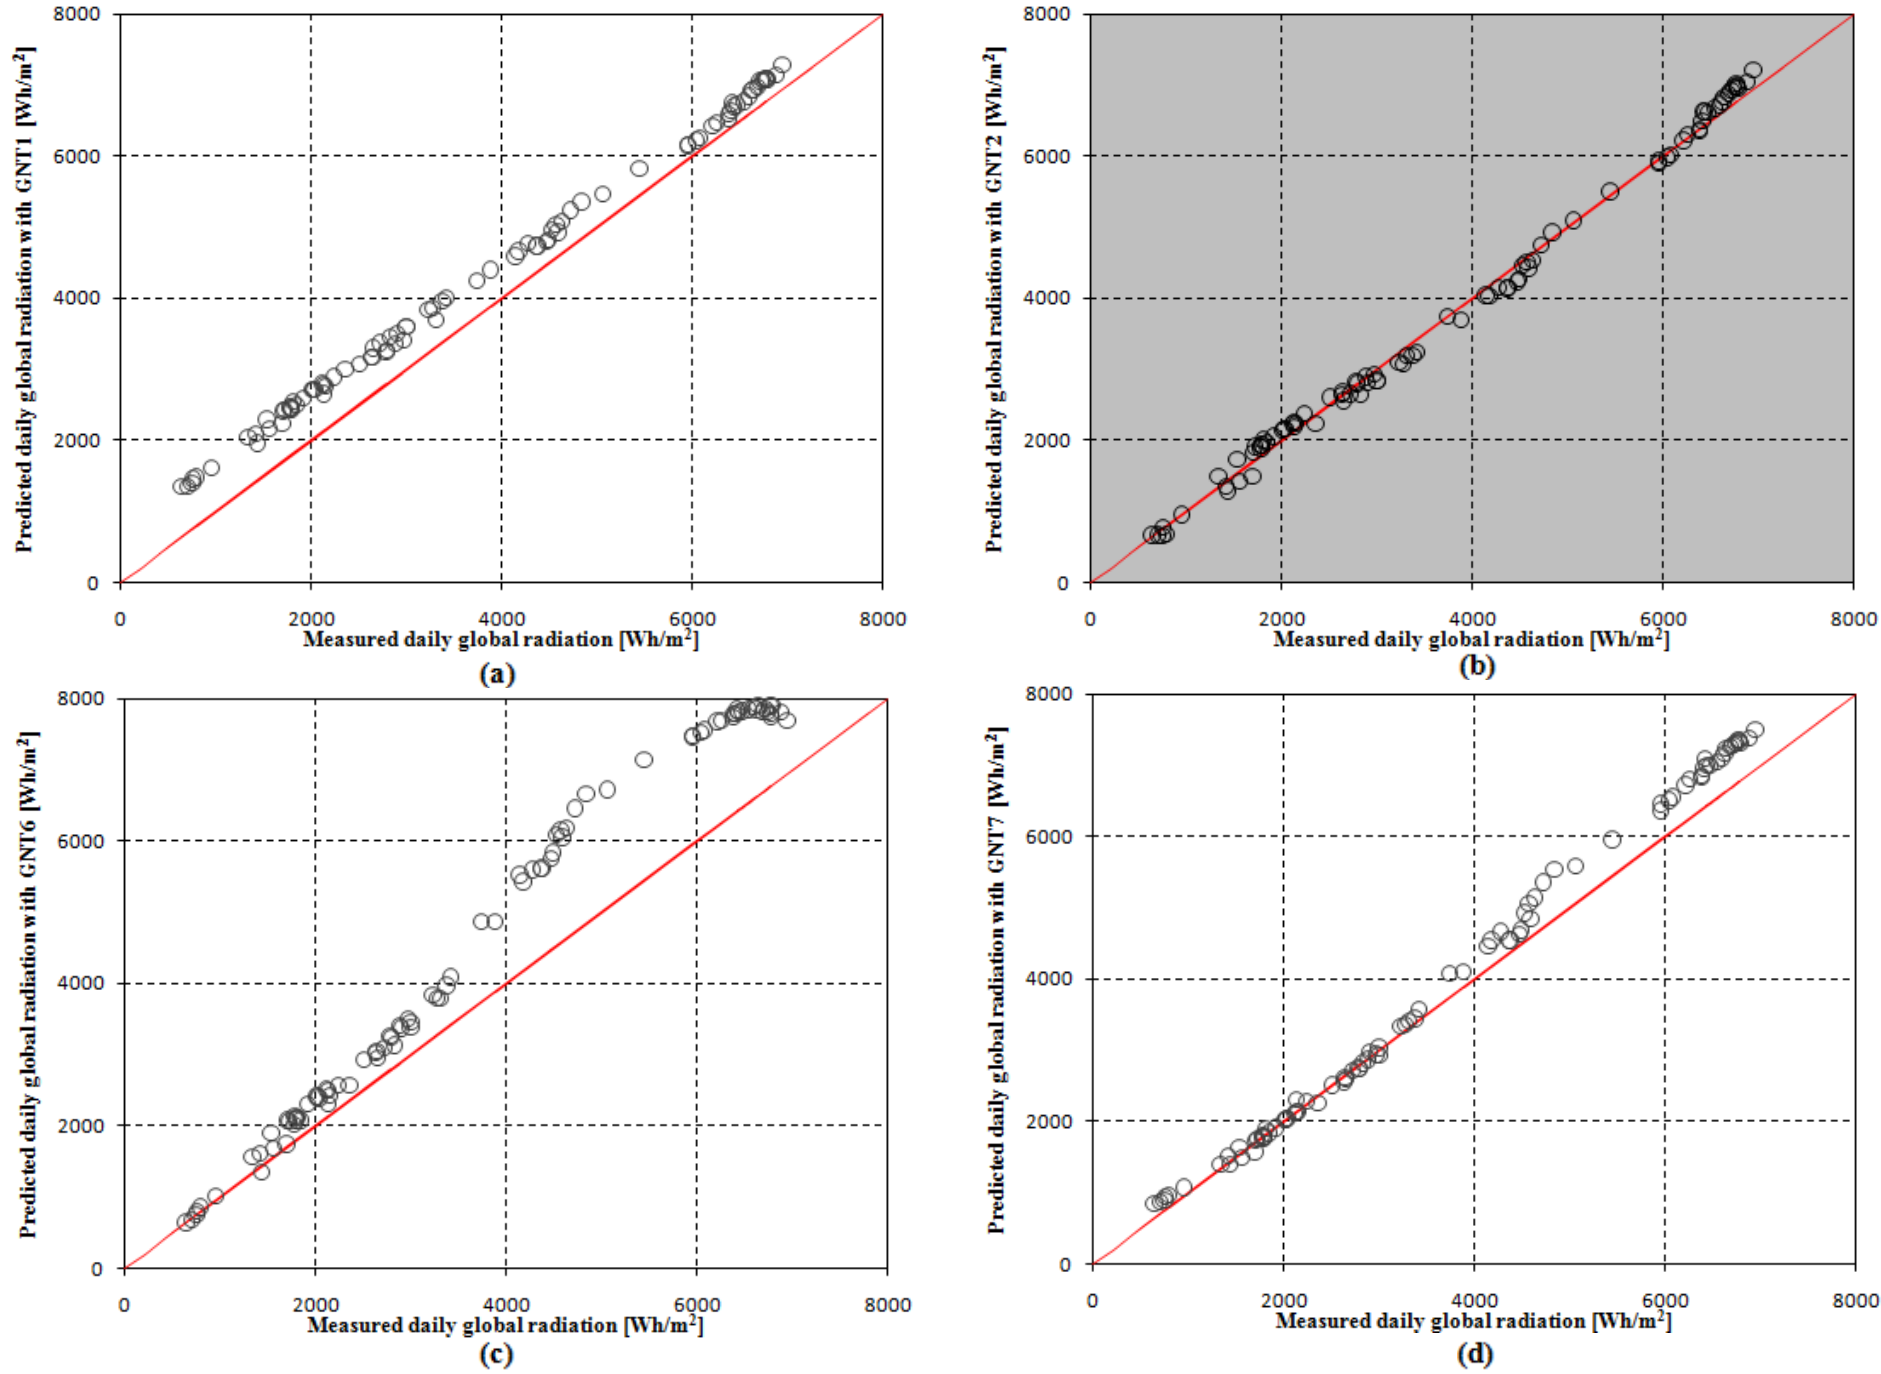 Predicted daily global radiation with GNT1 [Wh/m²]
8000
6000
4000
2000
0
0 2000 4000 6000 8000
Measured daily global radiation [Wh/m²]
(a)
Predicted daily global radiation with GNT2 [Wh/m²]
8000
6000
4000
2000
0
0 2000 4000 6000 8000
Measured daily global radiation [Wh/m²]
(b)
Predicted daily global radiation with GNT6 [Wh/m²]
8000
6000
4000
2000
0
0 2000 4000 6000 8000
Measured daily global radiation [Wh/m²]
(c)
Predicted daily global radiation with GNT7 [Wh/m²]
8000
6000
4000
2000
0
0 2000 4000 6000 8000
Measured daily global radiation [Wh/m²]
(d)